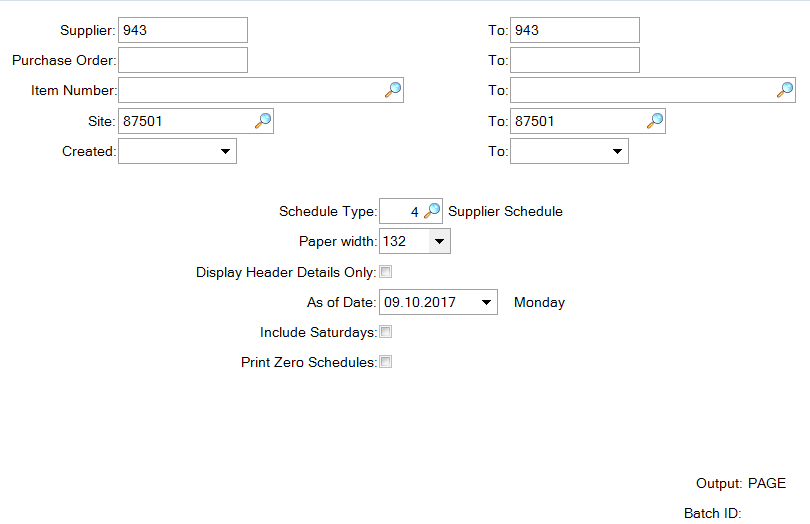 Supplier: 943 To: 943
Purchase Order: To:
Item Number: To:
Site: 87501 To: 87501
Created: To:
Schedule Type: 4 Supplier Schedule
Paper width: 132
Display Header Details Only:
As of Date: 09.10.2017 Monday
Include Saturdays:
Print Zero Schedules:
Output: PAGE
Batch ID: